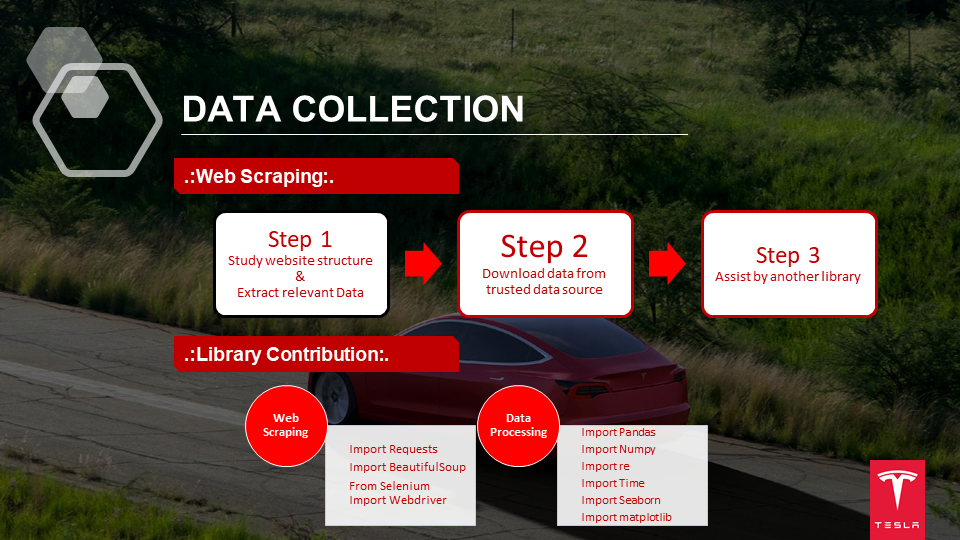 DATA COLLECTION
.:Web Scraping:.
Step 1
Study website structure
&
Extract relevant Data
Step 2
Download data from
trusted data source
Step 3
Assist by another library
.:Library Contribution:.
Web
Scraping
Import Requests
Import BeautifulSoup
From Selenium
Import Webdriver
Data
Processing
Import Pandas
Import Numpy
Import re
Import Time
Import Seaborn
Import matplotlib
TESLA